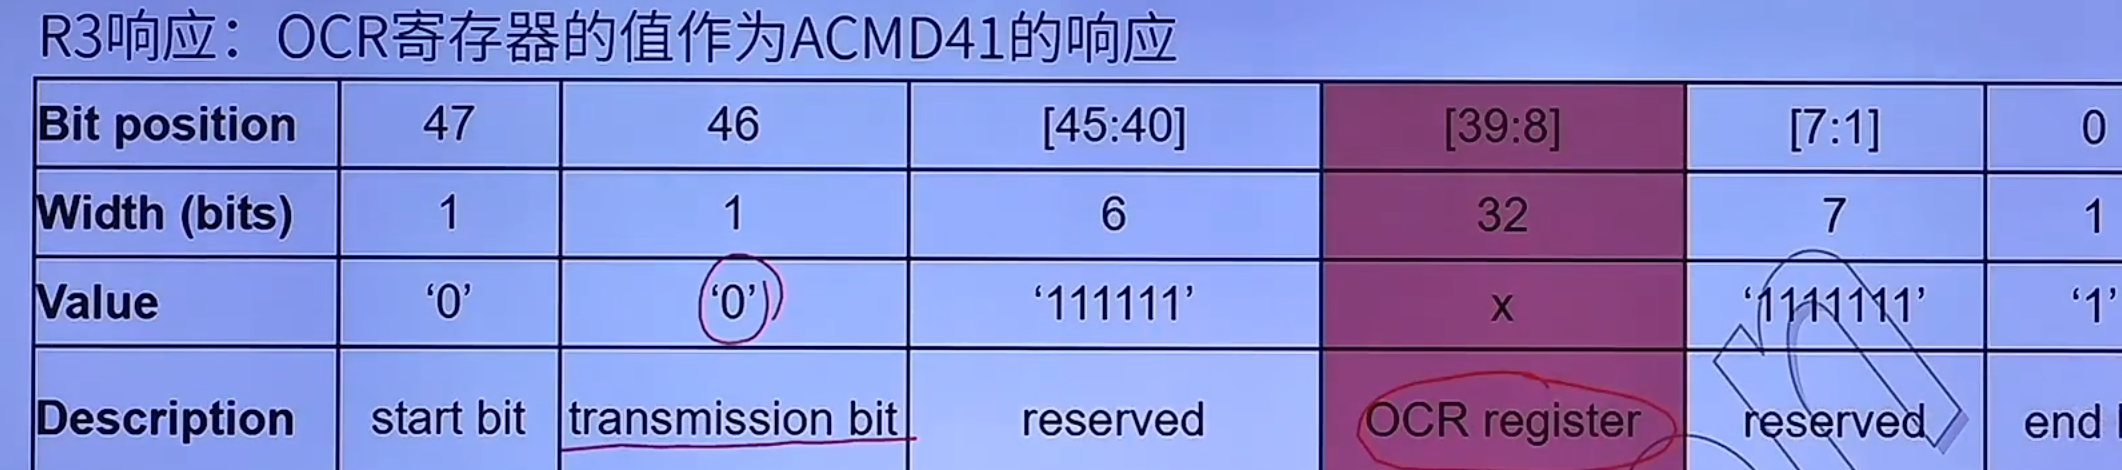 R3响应：OCR寄存器的值作为ACMD41的响应
Bit position 47 46 [45:40] [39:8] [7:1] 0
Width (bits) 1 1 6 32 7 1
Value ‘0’ ‘0’ ‘111111’ x ‘1111111’ ‘1’
Description start bit transmission bit reserved OCR register reserved end